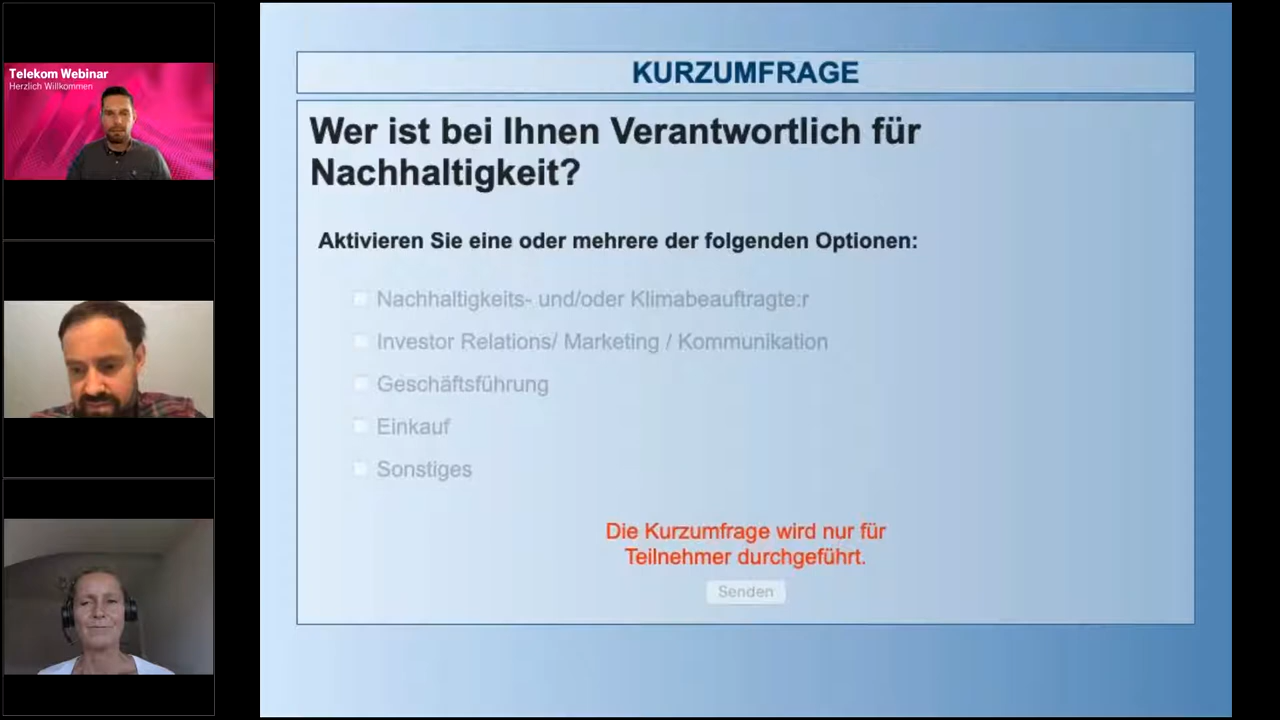 Telekom Webinar
Herzlich Willkommen
KURZUMFRAGE
Wer ist bei Ihnen Verantwortlich für
Nachhaltigkeit?
Aktivieren Sie eine oder mehrere der folgenden Optionen:
Nachhaltigkeits- und/oder Klimabeauftragte:r
Investor Relations/ Marketing / Kommunikation
Geschäftsführung
Einkauf
Sonstiges
Die Kurzumfrage wird nur für
Teilnehmer durchgeführt.
Senden